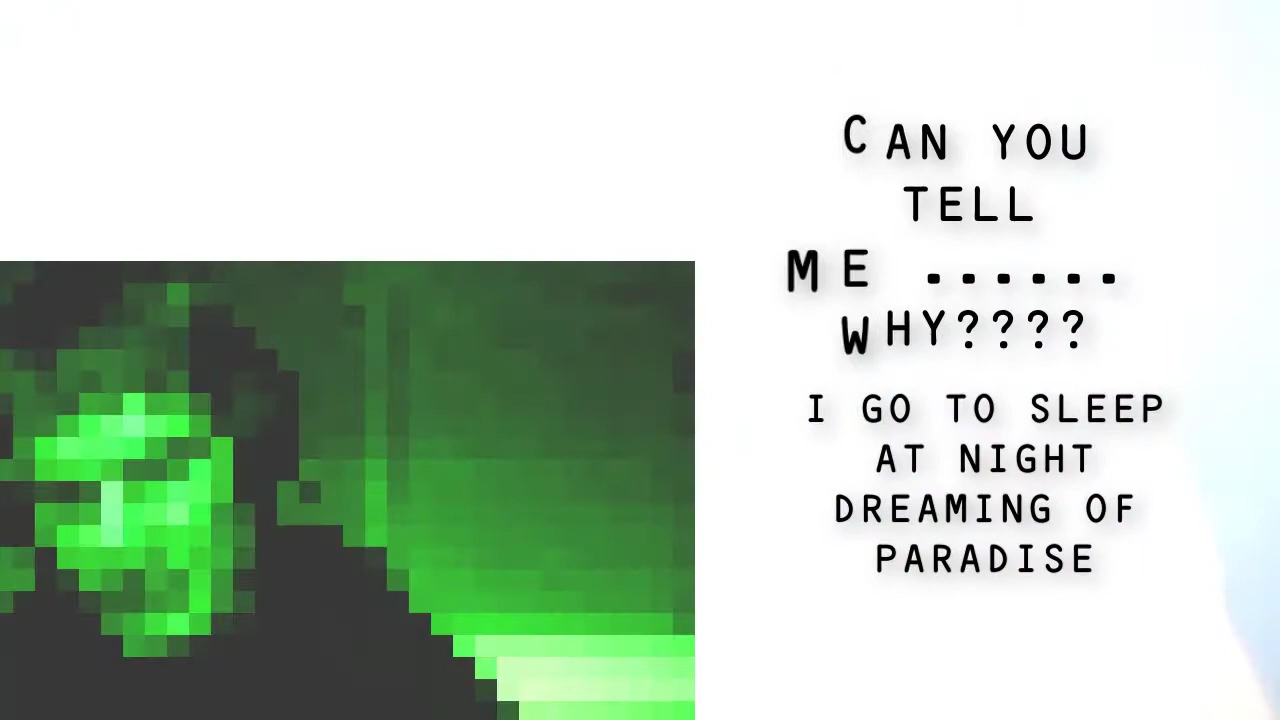 CAN YOU
TELL
ME ......
WHY????
I GO TO SLEEP
AT NIGHT
DREAMING OF
PARADISE